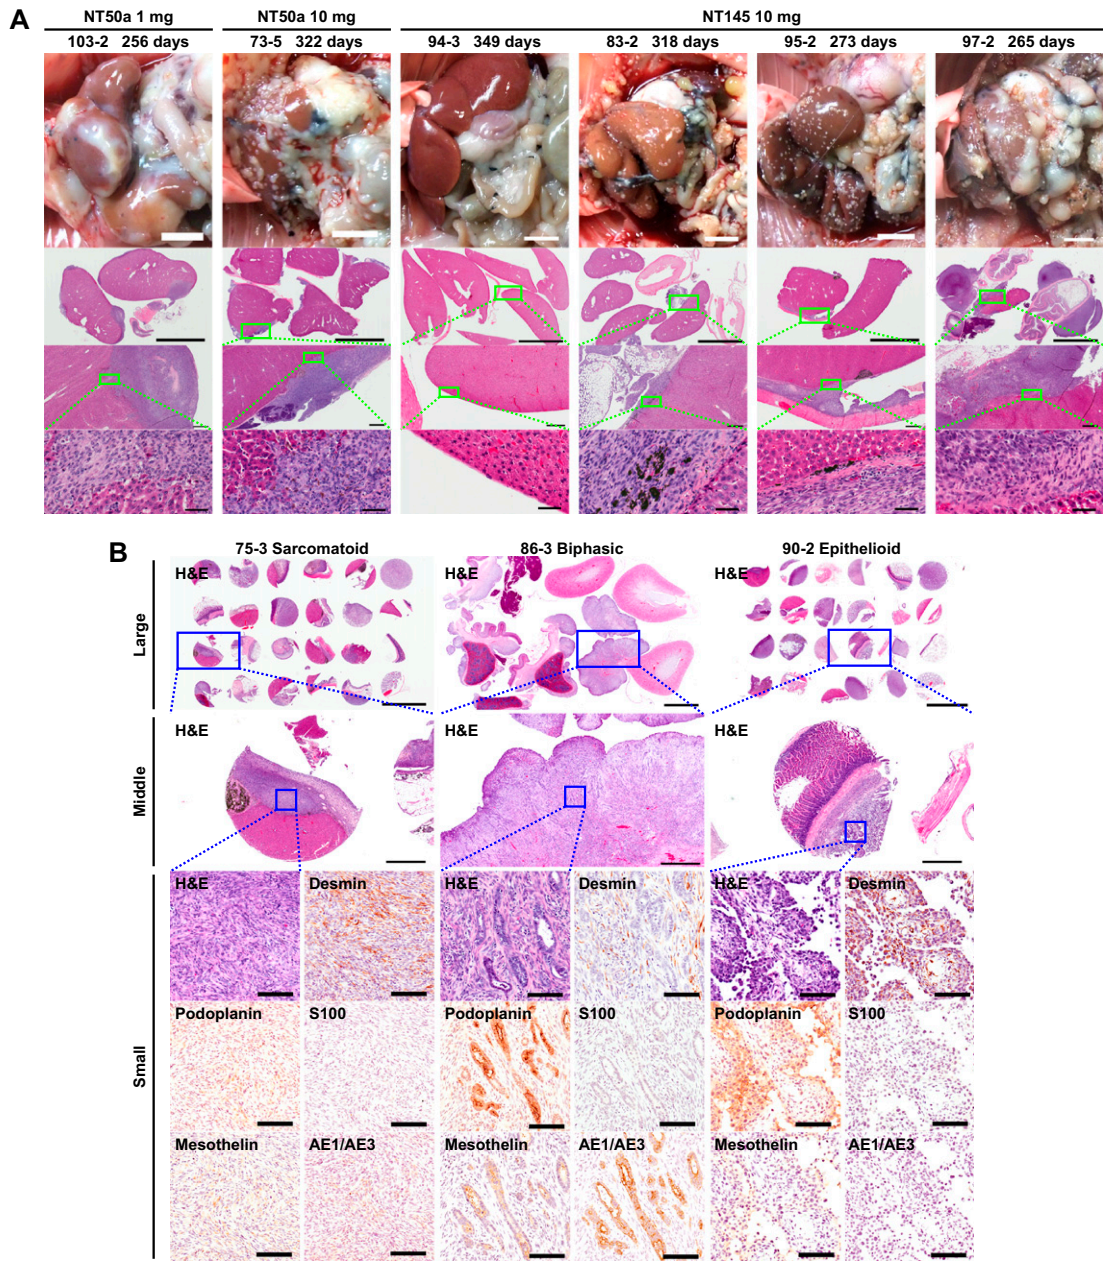 A
NT50a 1 mg NT50a 10 mg NT145 10 mg
103-2 256 days 73-5 322 days 94-3 349 days 83-2 318 days 95-2 273 days 97-2 265 days
B
75-3 Sarcomatoid 86-3 Biphasic 90-2 Epithelioid
Large
H&E H&E H&E
Middle
H&E H&E H&E
Small
H&E Desmin H&E Desmin H&E Desmin
Podoplanin S100 Podoplanin S100 Podoplanin S100
Mesothelin AE1/AE3 Mesothelin AE1/AE3 Mesothelin AE1/AE3